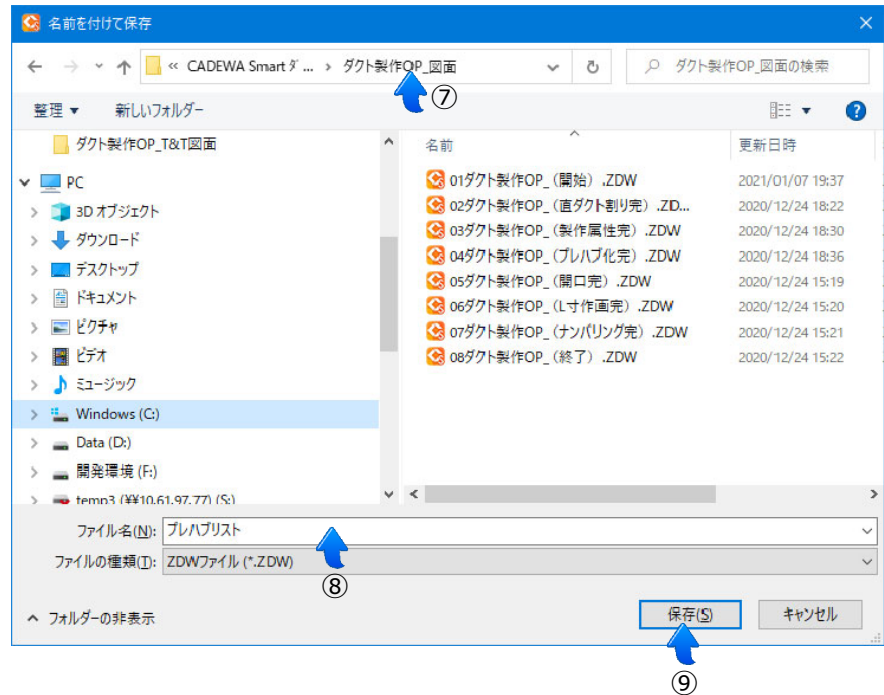 名前を付けて保存
« CADEWA Smartダ ... › ダクト製作OP_図面
ダクト製作OP_図面の検索
⑦
整理 ▼ 新しいフォルダー
ダクト製作OP_T&T図面
PC
3D オブジェクト
ダウンロード
デスクトップ
ドキュメント
ピクチャ
ビデオ
ミュージック
Windows (C:)
Data (D:)
開発環境 (F:)
temp3 (¥¥10.61.97.77) (S:)
名前 更新日時
01ダクト製作OP_（開始）.ZDW 2021/01/07 19:37
02ダクト製作OP_（直ダクト割り完）.ZD... 2020/12/24 18:22
03ダクト製作OP_（製作属性完）.ZDW 2020/12/24 18:30
04ダクト製作OP_（プレハブ化完）.ZDW 2020/12/24 18:36
05ダクト製作OP_（開口完）.ZDW 2020/12/24 15:19
06ダクト製作OP_（L寸作画完）.ZDW 2020/12/24 15:20
07ダクト製作OP_（ナンバリング完）.ZDW 2020/12/24 15:21
08ダクト製作OP_（終了）.ZDW 2020/12/24 15:22
ファイル名(N): プレハブリスト
ファイルの種類(T): ZDWファイル (*.ZDW)
⑧
フォルダーの非表示
保存(S) キャンセル
⑨